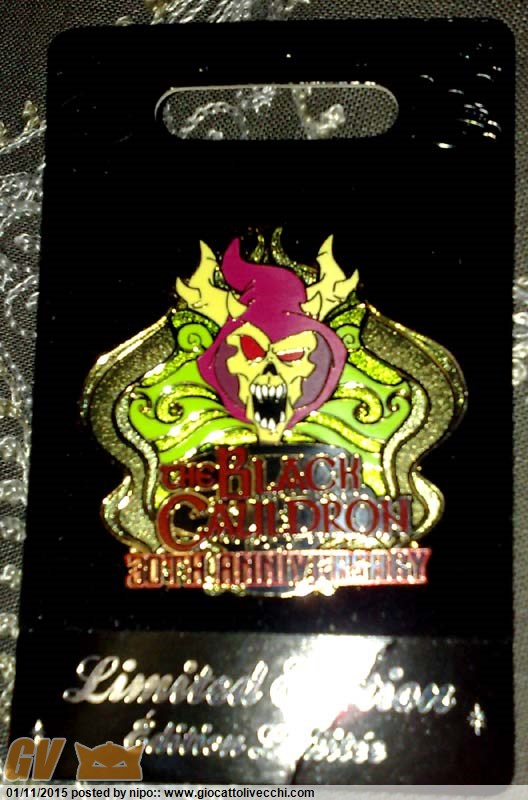 THE BLACK
CAULDRON
30TH ANNIVERSARY
Limited Edition
Édition Limitée
GV
01/11/2015 posted by nipo:: www.giocattolivecchi.com